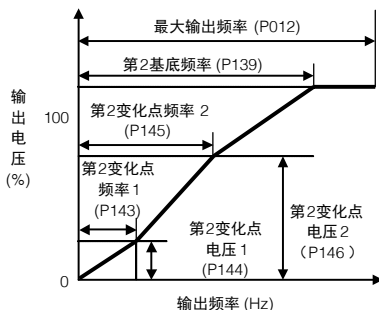 最大输出频率 (P012)
第2基底频率 (P139)
输出电压(%)
100
第2变化点频率 2
(P145)
第2变化点
频率 1
(P143)
第2变化点
电压 1
(P144)
第2变化点
电压 2
（P146）
0
输出频率 (Hz)